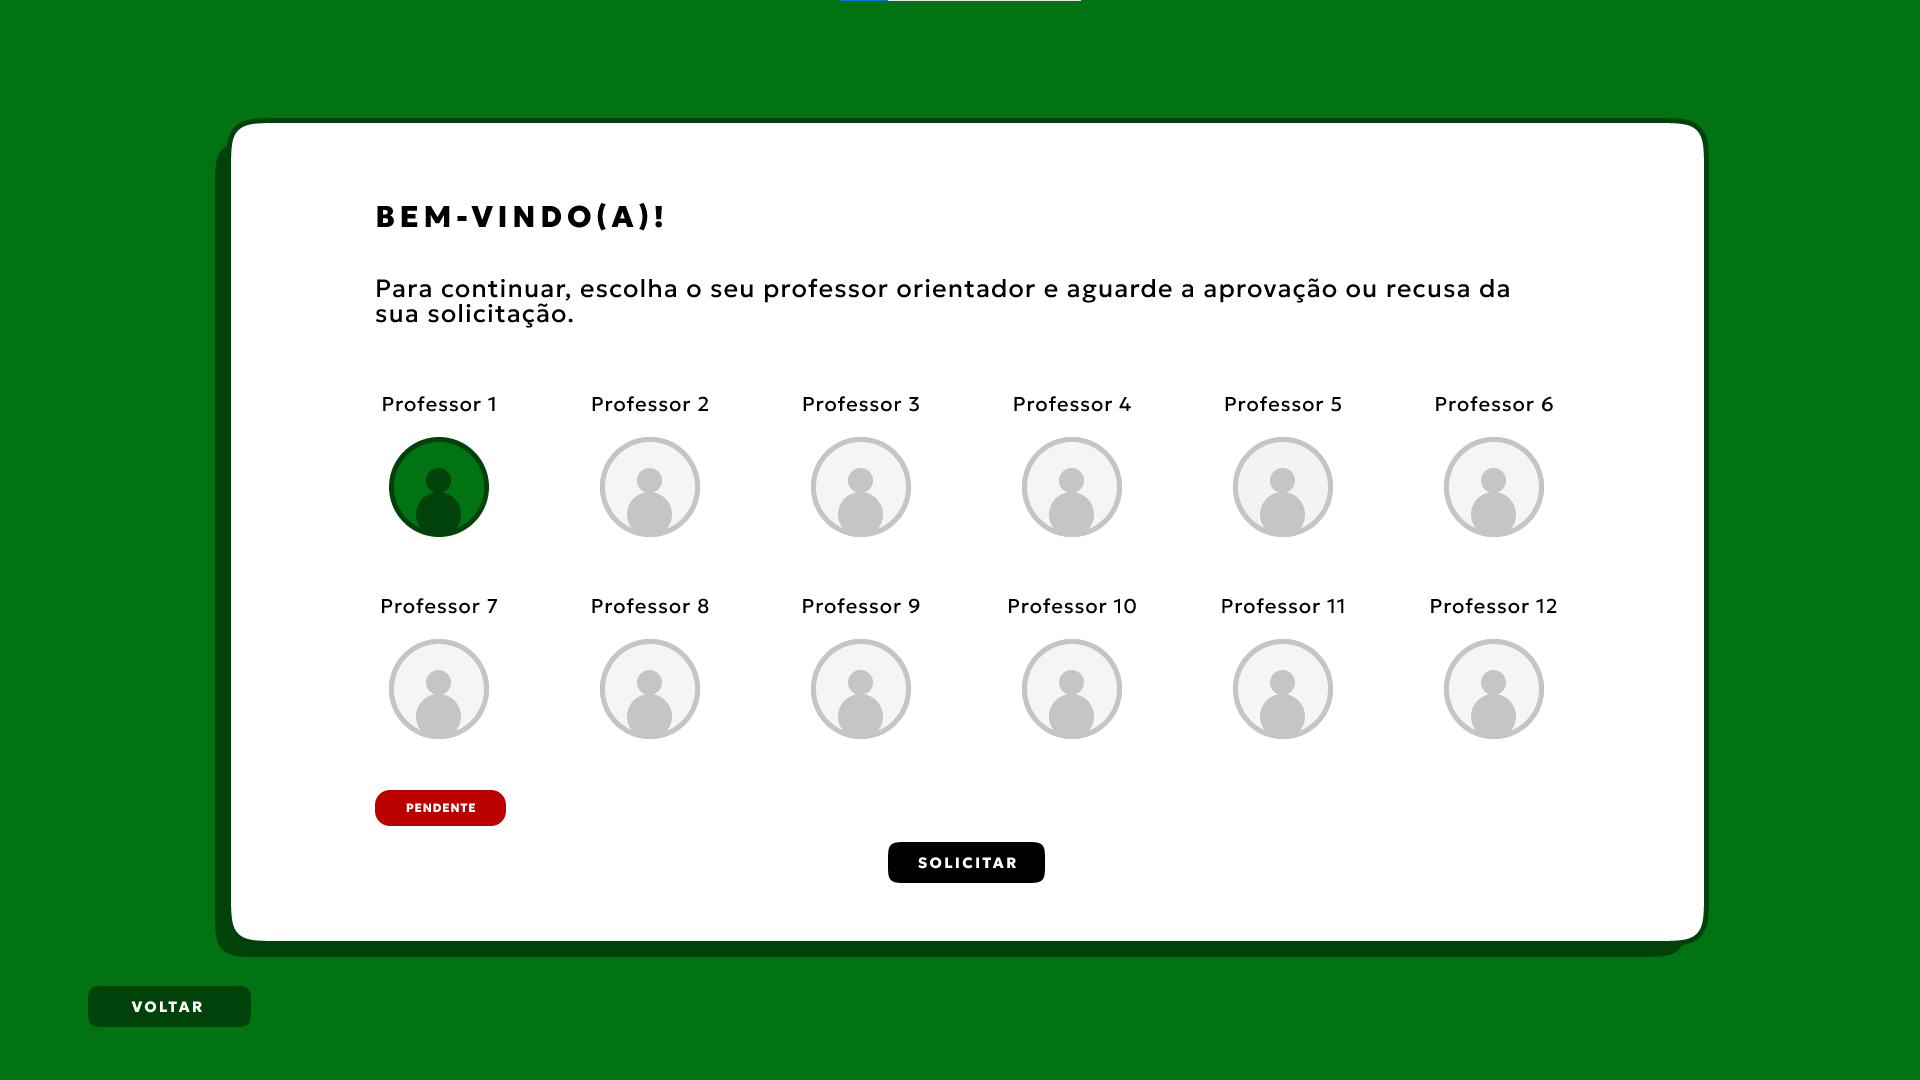 BEM-VINDO(A)!
Para continuar, escolha o seu professor orientador e aguarde a aprovação ou recusa da
sua solicitação.
Professor 1
Professor 2
Professor 3
Professor 4
Professor 5
Professor 6
Professor 7
Professor 8
Professor 9
Professor 10
Professor 11
Professor 12
PENDENTE
SOLICITAR
VOLTAR